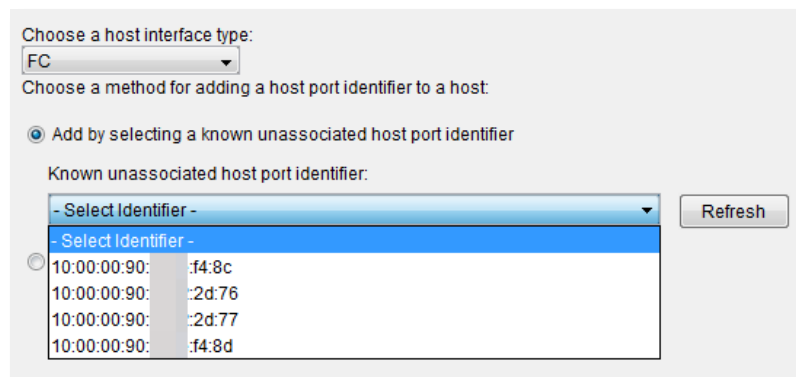 Choose a host interface type:
FC
Choose a method for adding a host port identifier to a host:
Add by selecting a known unassociated host port identifier
Known unassociated host port identifier:
- Select Identifier -
Refresh
- Select Identifier -
10:00:00:90: :f4:8c
10:00:00:90: :2d:76
10:00:00:90: :2d:77
10:00:00:90: :f4:8d